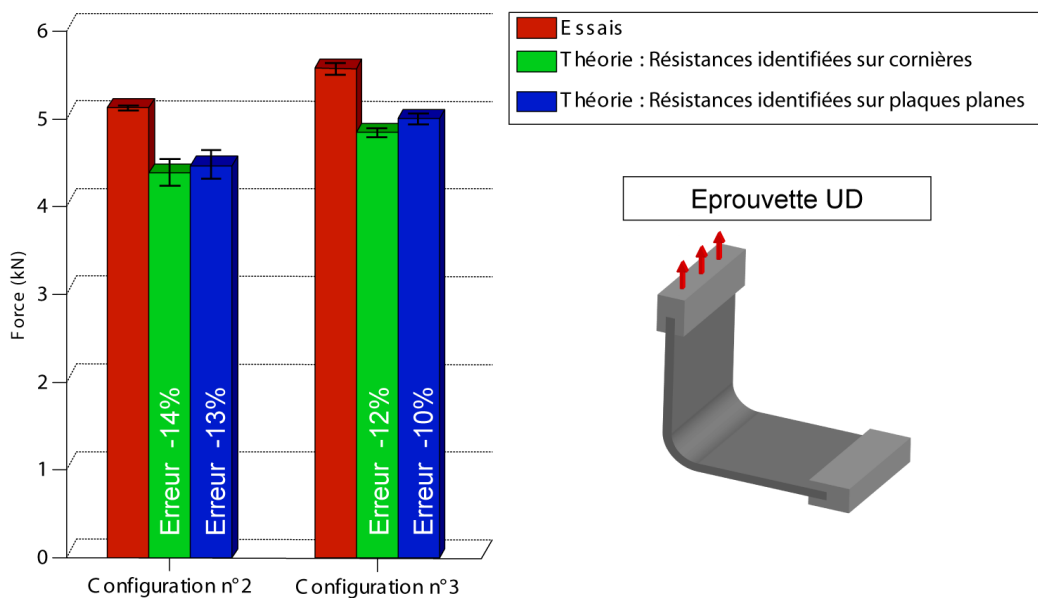 6
5
4
3
2
1
0
Force (kN)
Erreur -14%
Erreur -13%
Erreur -12%
Erreur -10%
Configuration n°2
Configuration n°3
Essais
Théorie : Résistances identifiées sur cornières
Théorie : Résistances identifiées sur plaques planes
Eprouvette UD